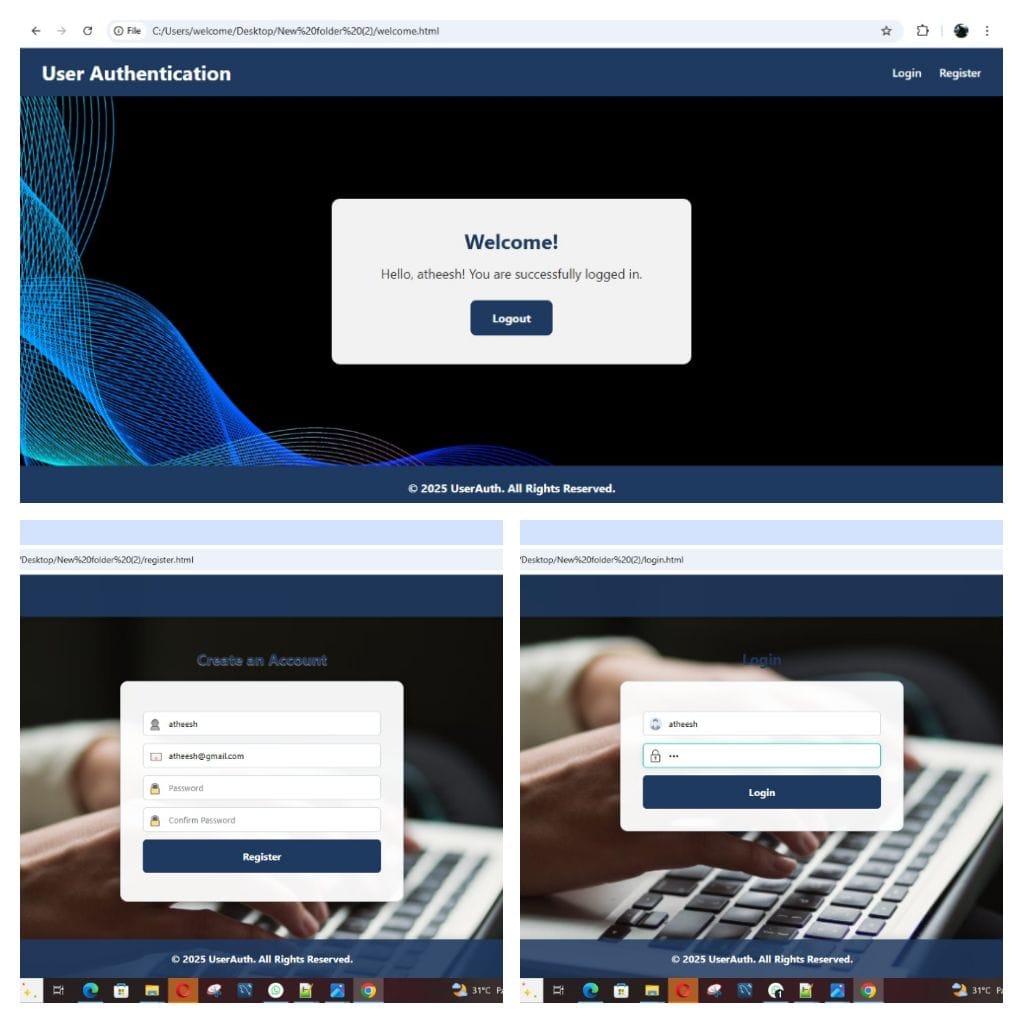 File C:/Users/welcome/Desktop/New%20folder%20(2)/welcome.html
User Authentication
Login Register
Welcome!
Hello, atheesh! You are successfully logged in.
Logout
© 2025 UserAuth. All Rights Reserved.
/Desktop/New%20folder%20(2)/register.html
Create an Account
atheesh
atheesh@gmail.com
Password
Confirm Password
Register
© 2025 UserAuth. All Rights Reserved.
31°C Pa
/Desktop/New%20folder%20(2)/login.html
Login
atheesh
•••
Login
© 2025 UserAuth. All Rights Reserved.
31°C Pa